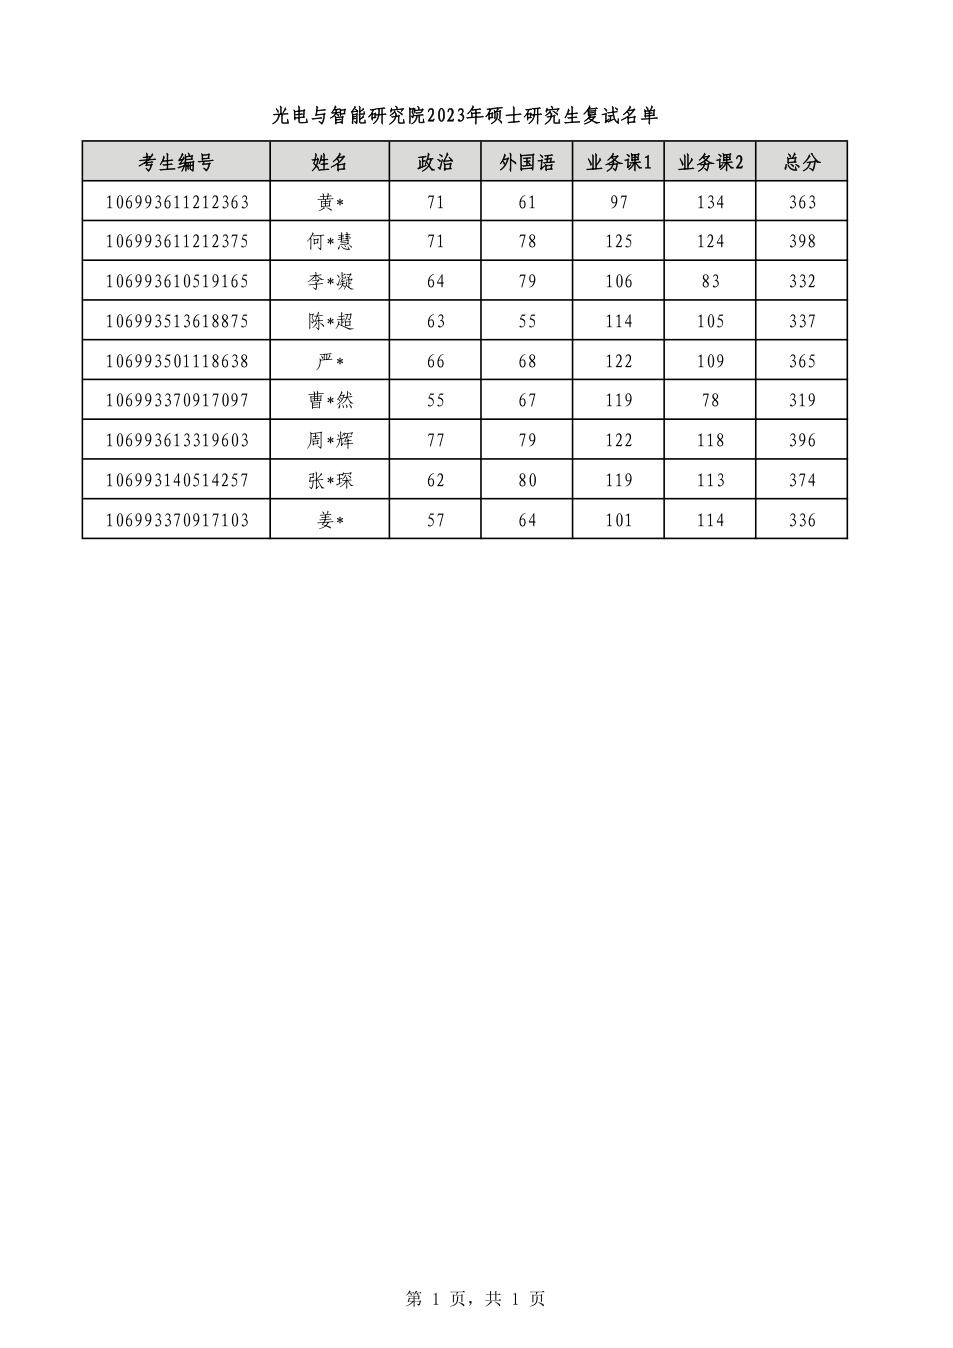 光电与智能研究院2023年硕士研究生复试名单
考生编号 姓名 政治 外国语 业务课1 业务课2 总分
106993611212363 黄* 71 61 97 134 363
106993611212375 何*慧 71 78 125 124 398
106993610519165 李*凝 64 79 106 83 332
106993513618875 陈*超 63 55 114 105 337
106993501118638 严* 66 68 122 109 365
106993370917097 曹*然 55 67 119 78 319
106993613319603 周*辉 77 79 122 118 396
106993140514257 张*琛 62 80 119 113 374
106993370917103 姜* 57 64 101 114 336
第 1 页，共 1 页